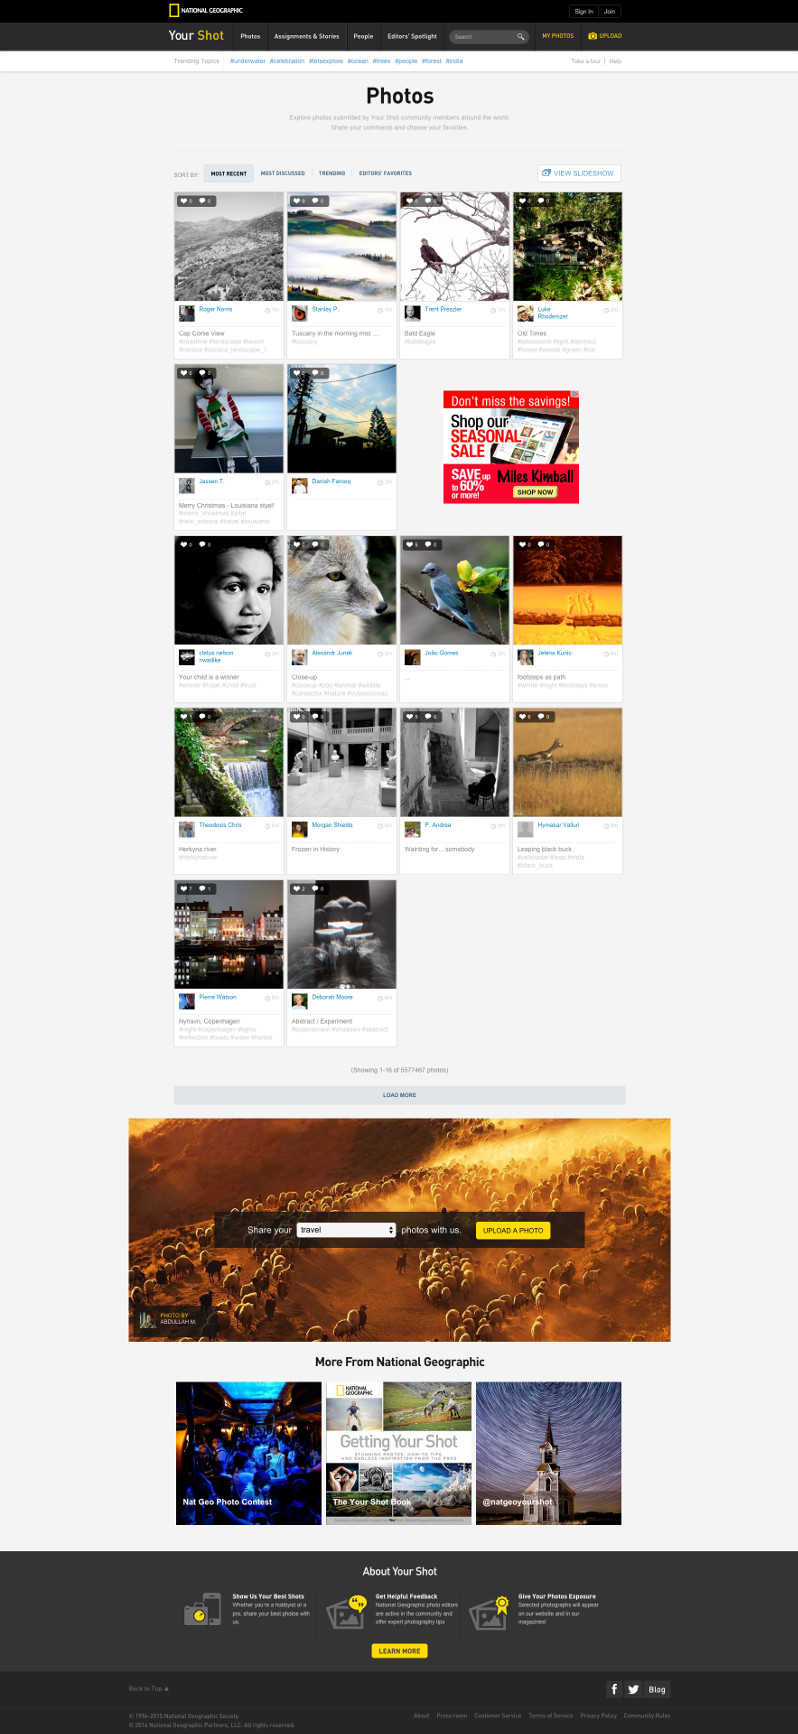 NATIONAL GEOGRAPHIC
Sign In Join
Your Shot Photos Assignments & Stories People Editors' Spotlight Search MY PHOTOS UPLOAD
Trending Topics #underwater #celebration #letsexplore #ocean #trees #people #forest #india Take a tour | Help
Photos
Explore photos submitted by Your Shot community members around the world.
Share your comments and choose your favorites.
SORT BY: MOST RECENT MOST DISCUSSED TRENDING EDITORS' FAVORITES VIEW SLIDESHOW
Roger Norris
Cap Corse View
#coastline #landscape #beach
#corsica #corsica_landscape_1
Stanley P.
Tuscany in the morning mist ....
#tuscany
Trent Preszler
Bald Eagle
#baldeagle
Luke
Rhodenizer
Old Times
#letsexplore #light #abstract
#forest #woods #green #car
Jassen T.
Merry Christmas - Louisiana style!!
#merry_christmas #pilot
#new_orleans #travel #louisiana
Danish Farooq
Don't miss the savings!
Shop our
SEASONAL
SALE
SAVE up
to 60%
or more!
Miles Kimball
SHOP NOW
cletus nelson
nwadike
Your child is a winner
#winner #hope #child #trust
Alexandr Junek
Close-up
#closeup #zoo #animal #wildlife
#corsacfox #nature #vulpescorsac
João Gomes
...
Jelena Kunic
footsteps as path
#winter #night #footsteps #snow
Theodosis Chris
Herkyna river
#herkynariver
Morgan Shields
Frozen in History
P. Andrea
Wainting for... somebody
Hymakar Valluri
Leaping black buck
#velavadar #leap #india
#black_buck
7 1
Pierre Watson
Nyhavn, Copenhagen
#night #copenhagen #lights
#reflection #boats #water #harbor
2 0
Deborah Moore
Abstract / Experiment
#experiement #shadows #abstract
(Showing 1-16 of 5577467 photos)
LOAD MORE
Share your travel photos with us. UPLOAD A PHOTO
PHOTO BY
ABDULLAH M.
More From National Geographic
Nat Geo Photo Contest
NATIONAL
GEOGRAPHIC
Getting Your Shot
STUNNING PHOTOS, HOW-TO TIPS,
AND ENDLESS INSPIRATION FROM THE PROS
The Your Shot Book
@natgeoyourshot
About Your Shot
Show Us Your Best Shots
Whether you're a hobbyist or a
pro, share your best photos with
us.
Get Helpful Feedback
National Geographic photo editors
are active in the community and
offer expert photography tips
Give Your Photos Exposure
Selected photographs will appear
on our website and in our
magazines!
LEARN MORE
Back to Top
Blog
© 1996-2015 National Geographic Society.
© 2016 National Geographic Partners, LLC. All rights reserved.
About Press room Customer Service Terms of Service Privacy Policy Community Rules